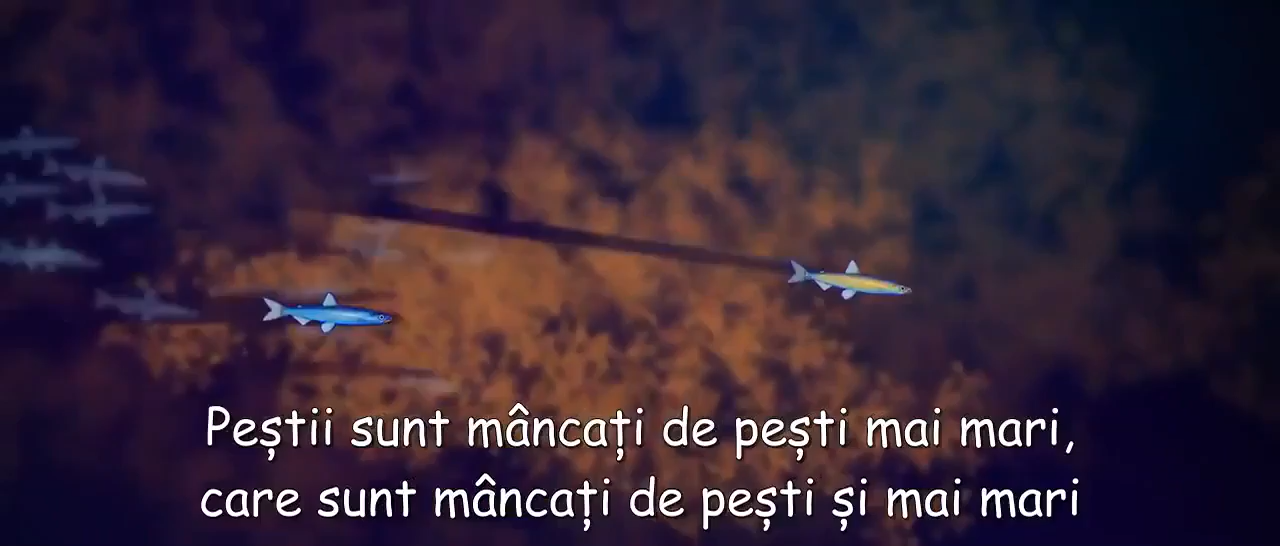 Peștii sunt mâncați de pești mai mari,
care sunt mâncați de pești și mai mari